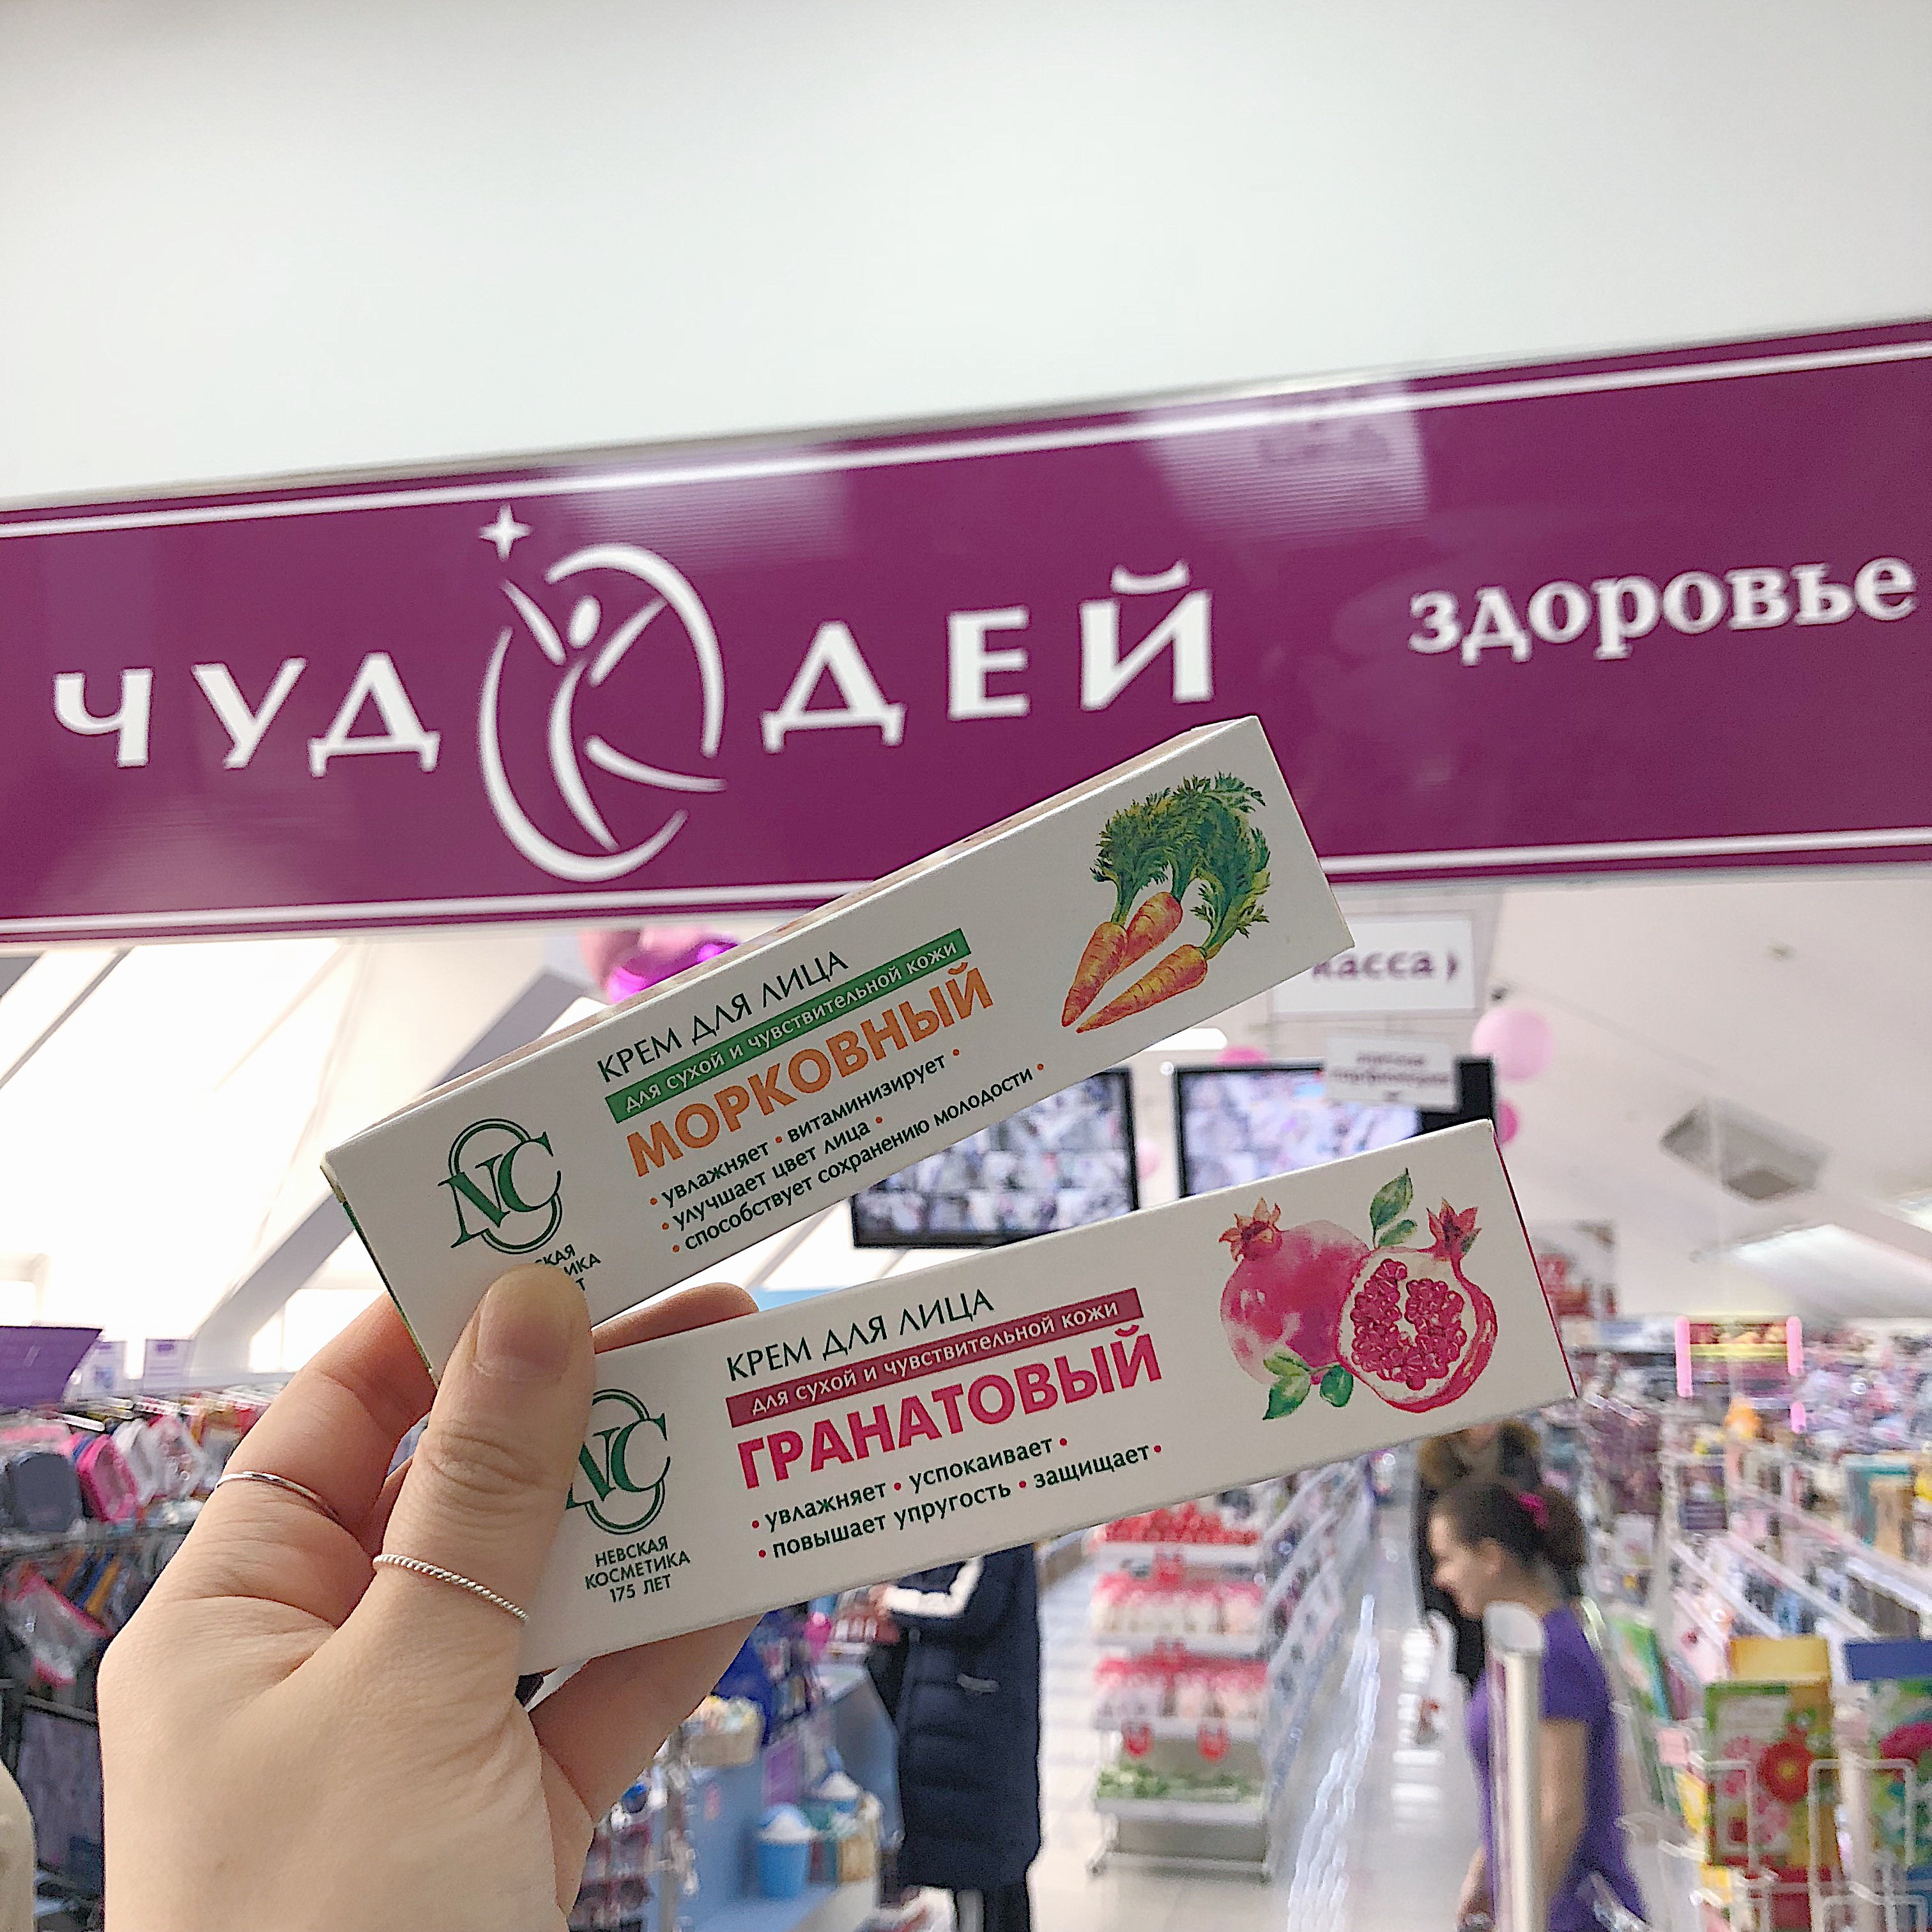 ЧУДОДЕЙ здоровье
касса
КРЕМ ДЛЯ ЛИЦА
для сухой и чувствительной кожи
МОРКОВНЫЙ
• увлажняет • витаминизирует •
• улучшает цвет лица •
• способствует сохранению молодости •
NC
КРЕМ ДЛЯ ЛИЦА
для сухой и чувствительной кожи
ГРАНАТОВЫЙ
• увлажняет • успокаивает •
• повышает упругость • защищает •
NC
НЕВСКАЯ
КОСМЕТИКА
175 ЛЕТ